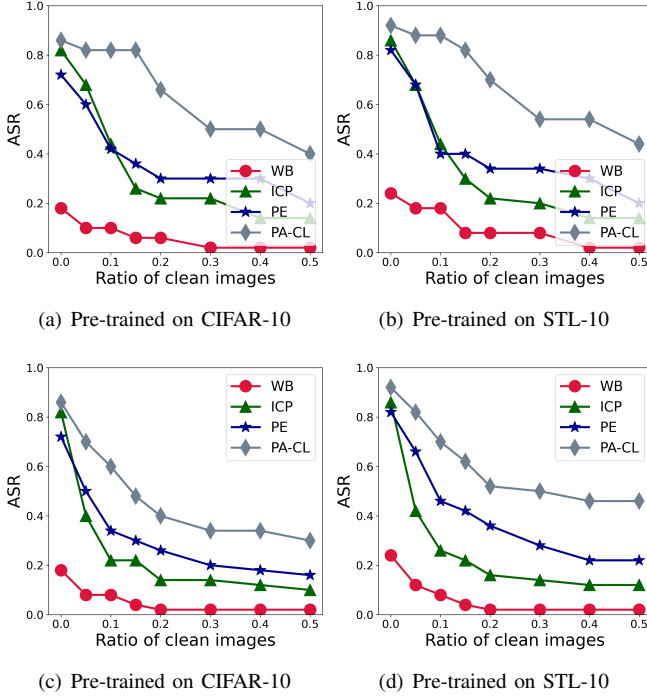 1.0
0.8
0.6
0.4
0.2
0.0
ASR
0.0 0.1 0.2 0.3 0.4 0.5
Ratio of clean images
WB
ICP
PE
PA-CL
(a) Pre-trained on CIFAR-10
1.0
0.8
0.6
0.4
0.2
0.0
ASR
0.0 0.1 0.2 0.3 0.4 0.5
Ratio of clean images
WB
ICP
PE
PA-CL
(b) Pre-trained on STL-10
1.0
0.8
0.6
0.4
0.2
0.0
ASR
0.0 0.1 0.2 0.3 0.4 0.5
Ratio of clean images
WB
ICP
PE
PA-CL
(c) Pre-trained on CIFAR-10
1.0
0.8
0.6
0.4
0.2
0.0
ASR
0.0 0.1 0.2 0.3 0.4 0.5
Ratio of clean images
WB
ICP
PE
PA-CL
(d) Pre-trained on STL-10